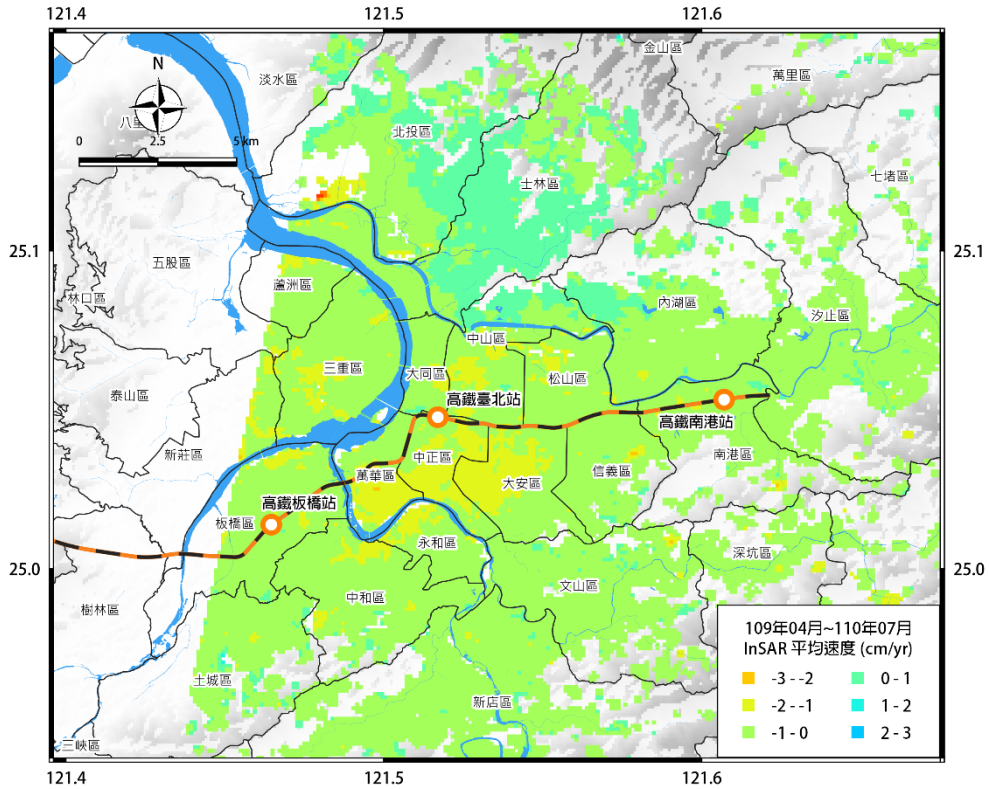 121.4
121.5
121.6
金山區
淡水區
萬里區
N
八里
北投區
0
2.5
5 km
士林區
七堵區
25.1
25.1
五股區
蘆洲區
林口區
內湖區
汐止區
中山區
三重區
大同區
松山區
泰山區
高鐵臺北站
高鐵南港站
新莊區
中正區
南港區
萬華區
信義區
大安區
高鐵板橋站
板橋區
永和區
深坑區
25.0
25.0
文山區
中和區
樹林區
109年04月~110年07月
InSAR 平均速度 (cm/yr)
-3 - -2
0 - 1
土城區
新店區
-2 - -1
1 - 2
-1 - 0
2 - 3
三峽區
121.4
121.5
121.6